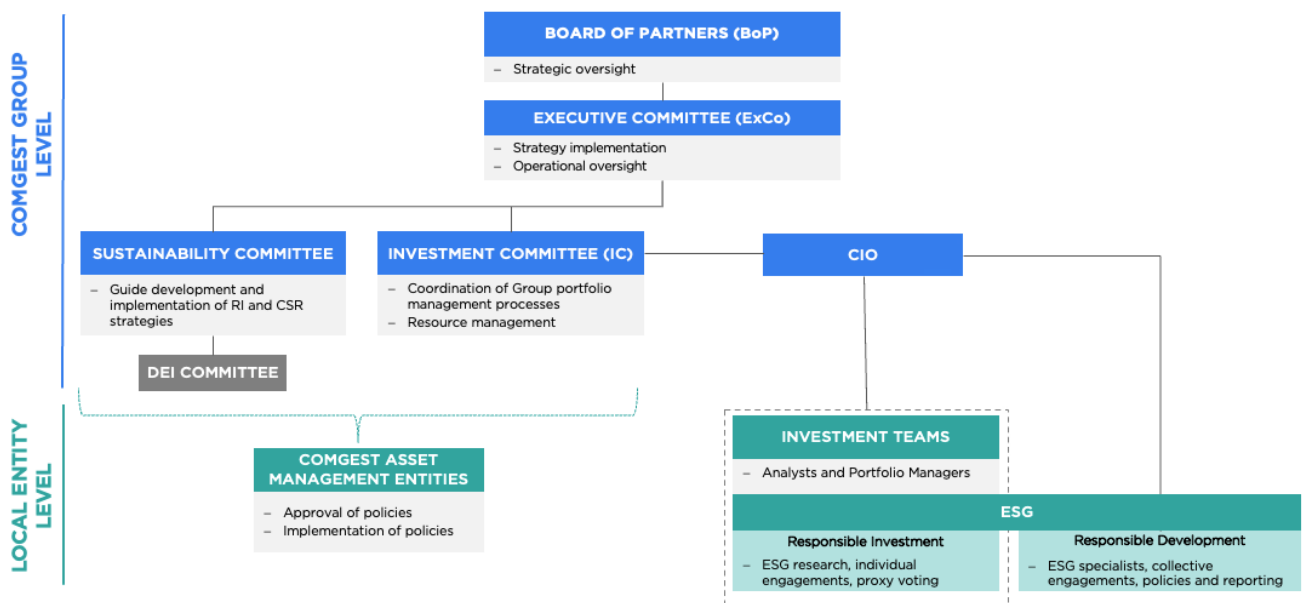 COMGEST GROUP
LEVEL
BOARD OF PARTNERS (BoP)
– Strategic oversight
EXECUTIVE COMMITTEE (ExCo)
– Strategy implementation
– Operational oversight
SUSTAINABILITY COMMITTEE
– Guide development and
implementation of RI and CSR
strategies
DEI COMMITTEE
INVESTMENT COMMITTEE (IC)
– Coordination of Group portfolio
management processes
– Resource management
CIO
LOCAL ENTITY
LEVEL
COMGEST ASSET
MANAGEMENT ENTITIES
– Approval of policies
– Implementation of policies
INVESTMENT TEAMS
– Analysts and Portfolio Managers
ESG
Responsible Investment
– ESG research, individual
engagements, proxy voting
Responsible Development
– ESG specialists, collective
engagements, policies and reporting